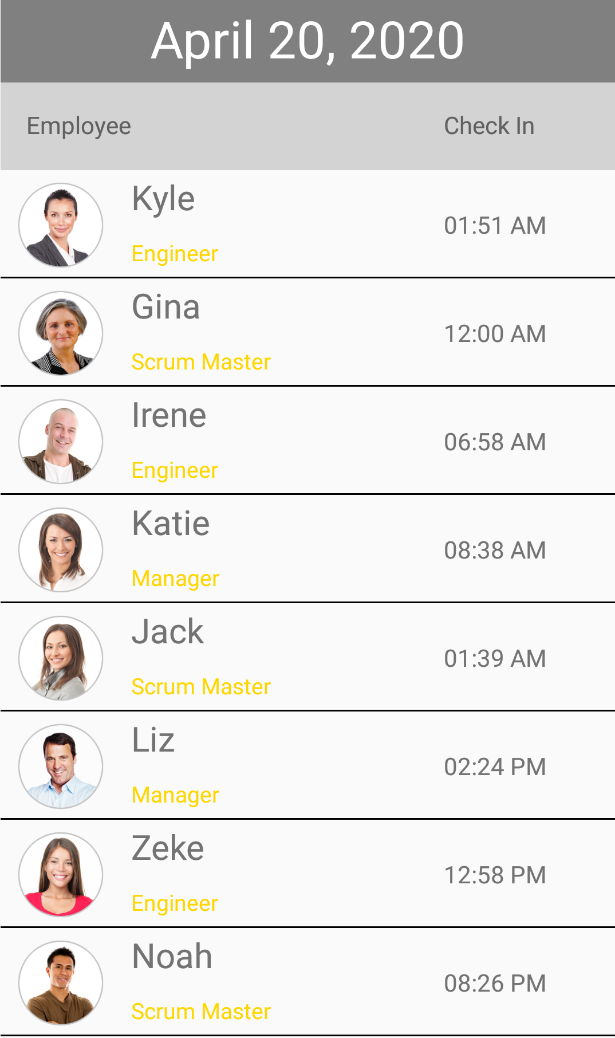 April 20, 2020
Employee Check In
Kyle
01:51 AM
Engineer
Gina
12:00 AM
Scrum Master
Irene
06:58 AM
Engineer
Katie
08:38 AM
Manager
Jack
01:39 AM
Scrum Master
Liz
02:24 PM
Manager
Zeke
12:58 PM
Engineer
Noah
08:26 PM
Scrum Master